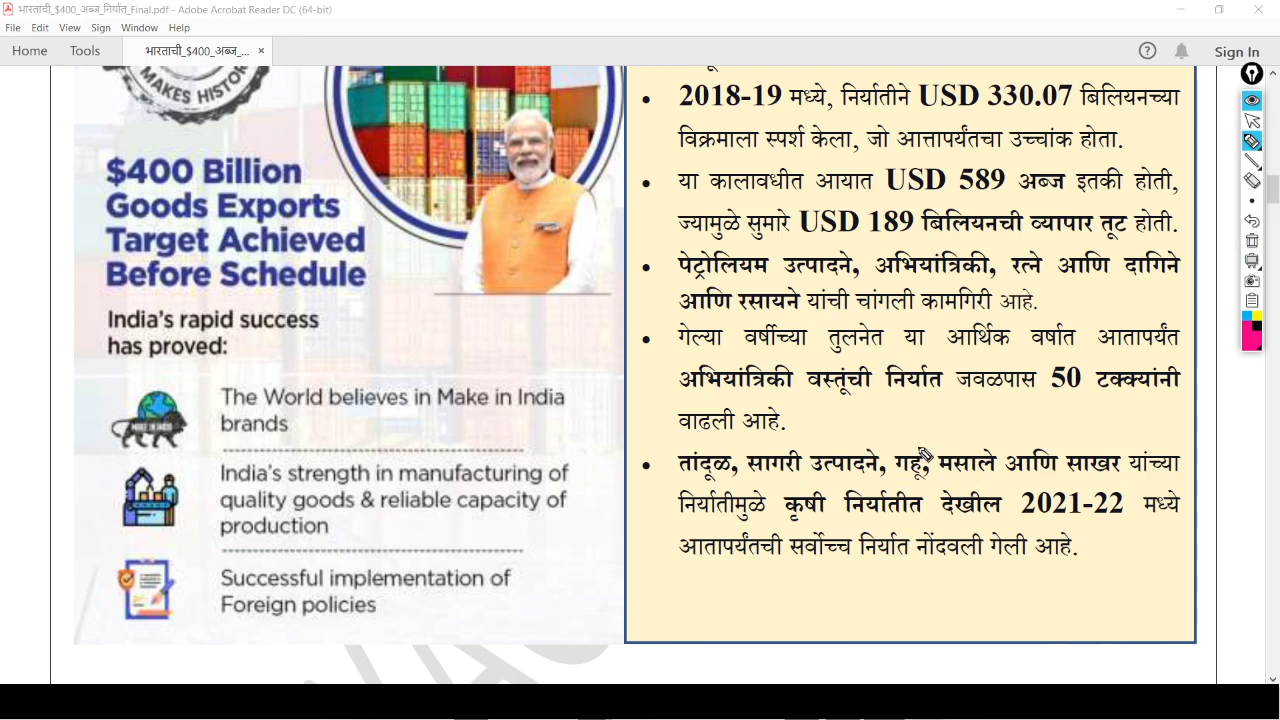 भारताची_$400_अब्ज_निर्यात_Final.pdf - Adobe Acrobat Reader DC (64-bit)
File Edit View Sign Window Help
Home Tools भारताची_$400_अब्ज_... × Sign In
MAKES HISTORY
$400 Billion
Goods Exports
Target Achieved
Before Schedule
India's rapid success
has proved:
MAKE IN INDIA
The World believes in Make in India
brands
India's strength in manufacturing of
quality goods & reliable capacity of
production
Successful implementation of
Foreign policies
• 2018-19 मध्ये, निर्यातीने USD 330.07 बिलियनच्या
विक्रमाला स्पर्श केला, जो आत्तापर्यंतचा उच्चांक होता.
• या कालावधीत आयात USD 589 अब्ज इतकी होती,
ज्यामुळे सुमारे USD 189 बिलियनची व्यापार तूट होती.
• पेट्रोलियम उत्पादने, अभियांत्रिकी, रत्ने आणि दागिने
आणि रसायने यांची चांगली कामगिरी आहे.
• गेल्या वर्षीच्या तुलनेत या आर्थिक वर्षात आतापर्यंत
अभियांत्रिकी वस्तूंची निर्यात जवळपास 50 टक्क्यांनी
वाढली आहे.
• तांदूळ, सागरी उत्पादने, गहू, मसाले आणि साखर यांच्या
निर्यातीमुळे कृषी निर्यातीत देखील 2021-22 मध्ये
आतापर्यंतची सर्वोच्च निर्यात नोंदवली गेली आहे.